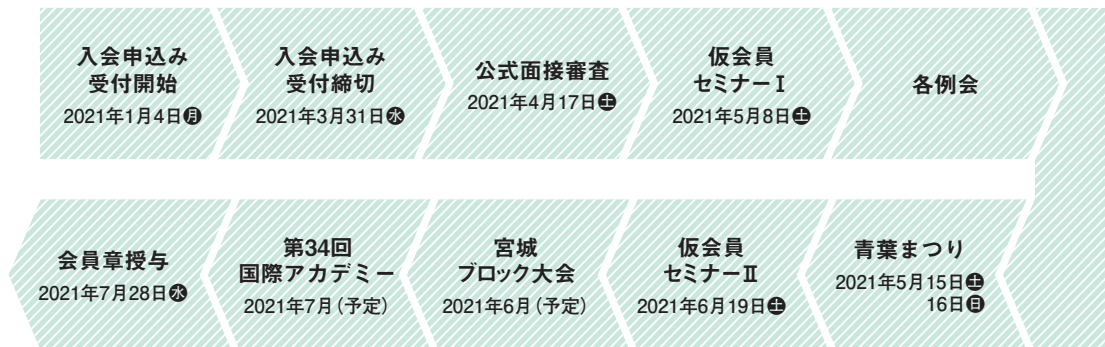 入会申込み
受付開始
2021年1月4日月
入会申込み
受付締切
2021年3月31日水
公式面接審査
2021年4月17日土
仮会員
セミナーⅠ
2021年5月8日土
各例会
青葉まつり
2021年5月15日土
16日日
仮会員
セミナーⅡ
2021年6月19日土
宮城
ブロック大会
2021年6月（予定）
第34回
国際アカデミー
2021年7月（予定）
会員章授与
2021年7月28日水